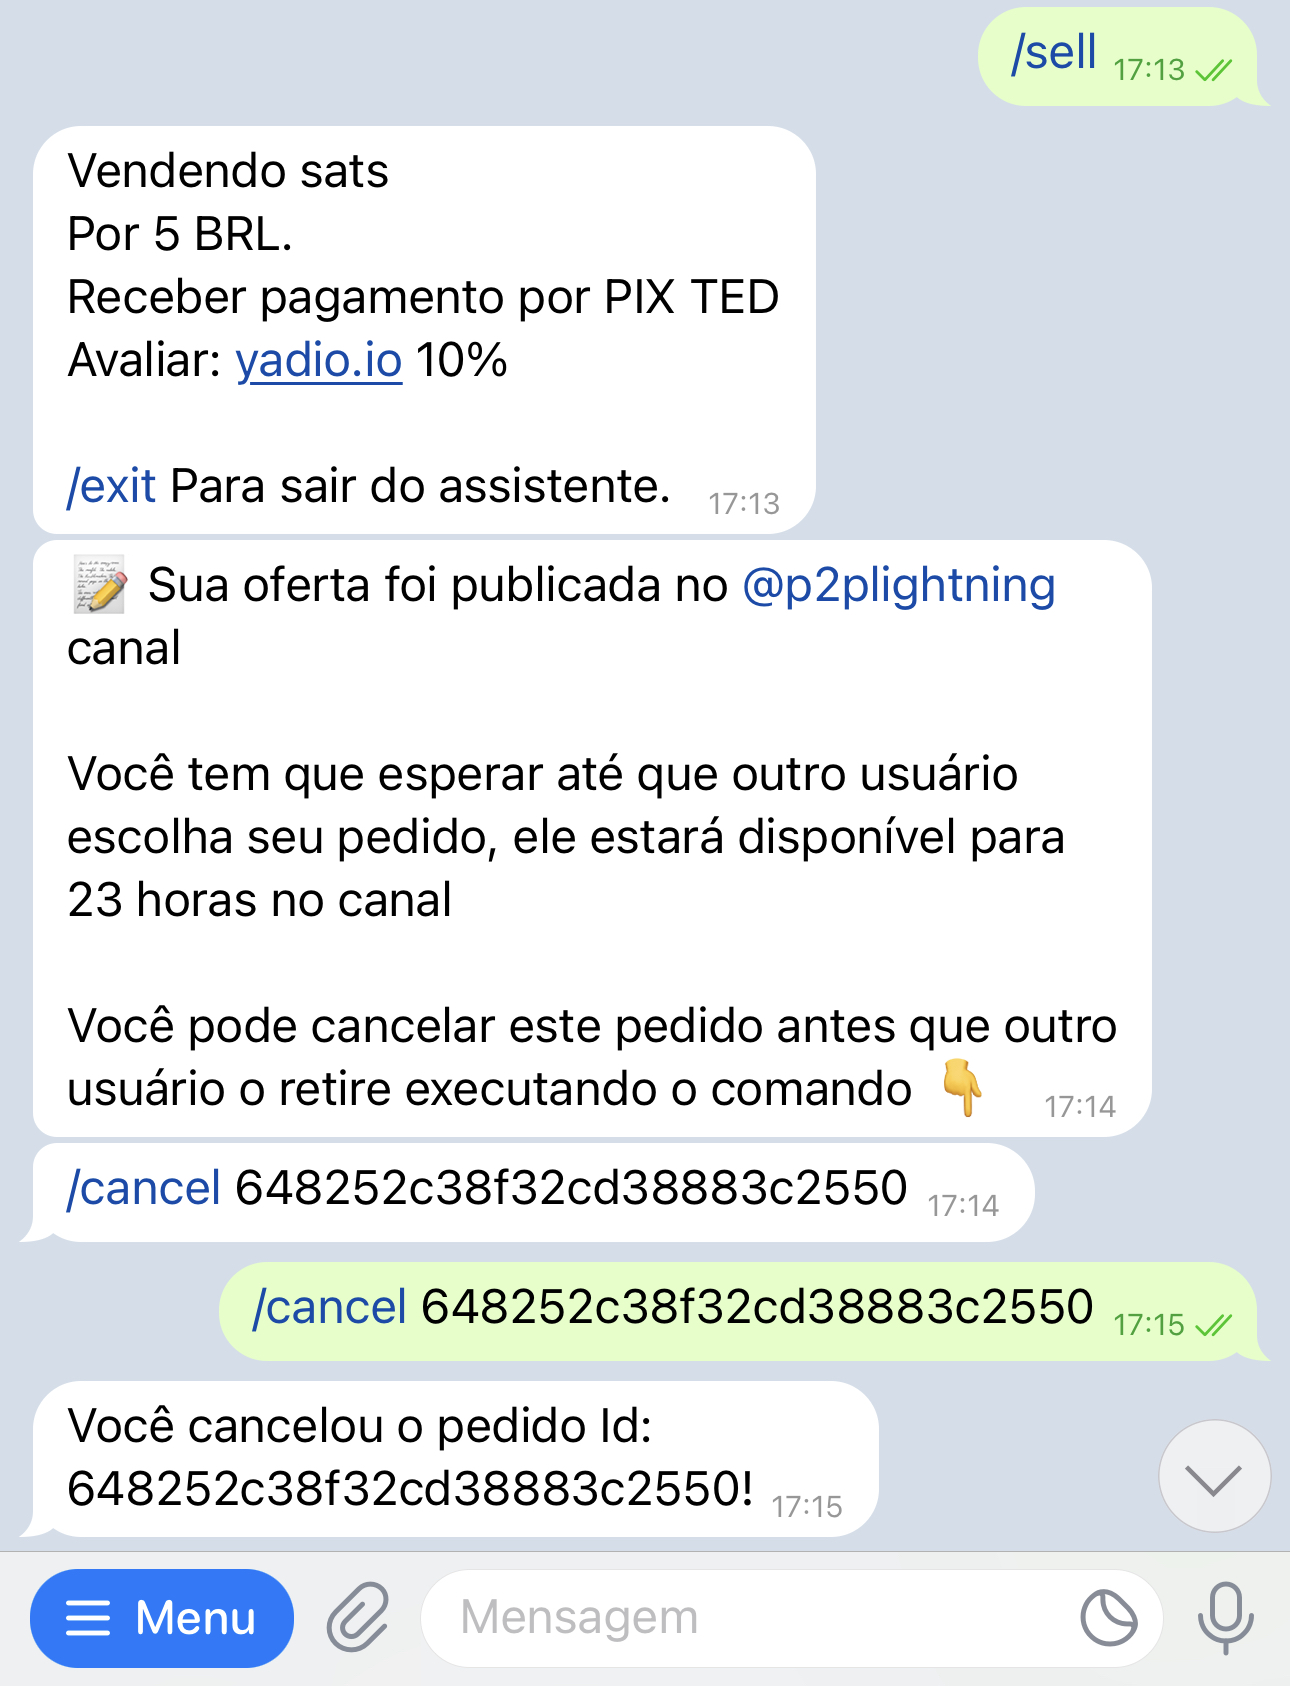 /sell 17:13
Vendendo sats
Por 5 BRL.
Receber pagamento por PIX TED
Avaliar: yadio.io 10%
/exit Para sair do assistente. 17:13
Sua oferta foi publicada no @p2plightning
canal
Você tem que esperar até que outro usuário
escolha seu pedido, ele estará disponível para
23 horas no canal
Você pode cancelar este pedido antes que outro
usuário o retire executando o comando 👇 17:14
/cancel 648252c38f32cd38883c2550 17:14
/cancel 648252c38f32cd38883c2550 17:15
Você cancelou o pedido Id:
648252c38f32cd38883c2550! 17:15
Menu
Mensagem